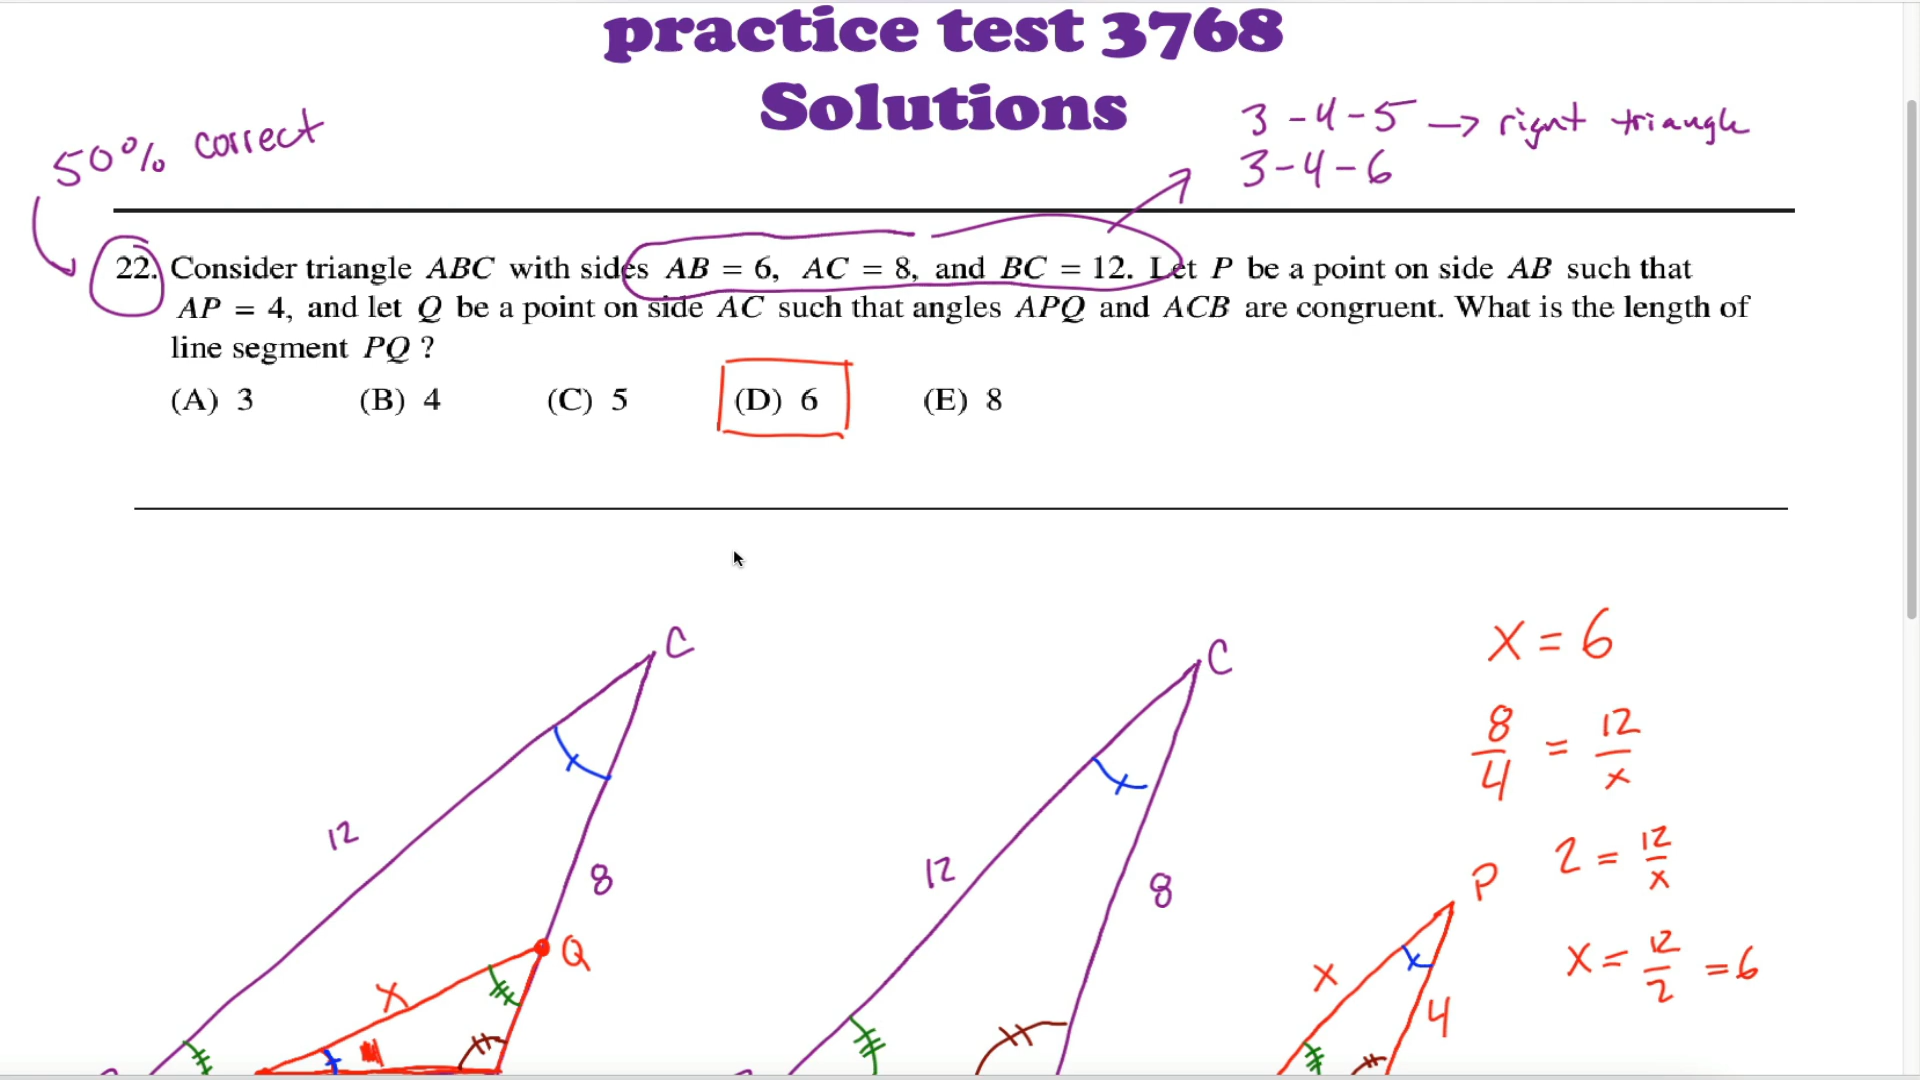 practice test 3768
Solutions
50% correct
3-4-5 → right triangle
3-4-6
22. Consider triangle ABC with sides AB = 6, AC = 8, and BC = 12. Let P be a point on side AB such that
AP = 4, and let Q be a point on side AC such that angles APQ and ACB are congruent. What is the length of
line segment PQ ?
(A) 3 (B) 4 (C) 5 (D) 6 (E) 8
C
12
8
Q
x
C
12
8
P
x
4
x = 6
8/4 = 12/x
2 = 12/x
x = 12/2 = 6